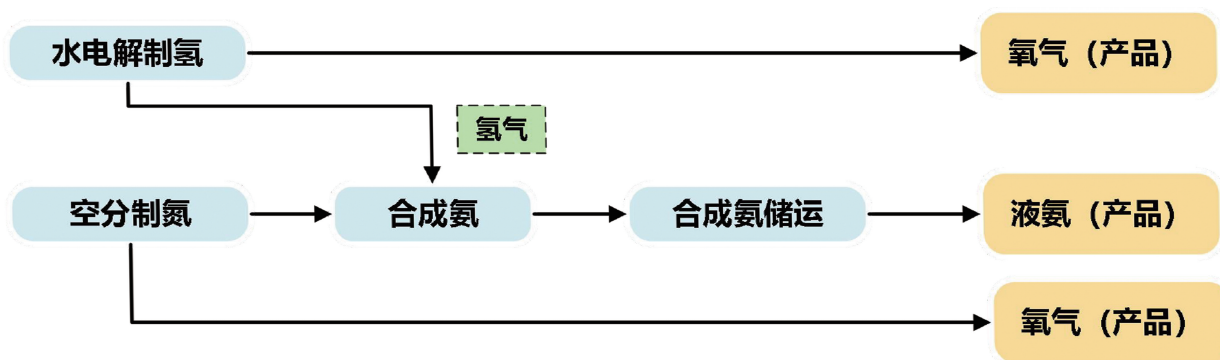 水电解制氢
氧气（产品）
氢气
空分制氮
合成氨
合成氨储运
液氨（产品）
氧气（产品）